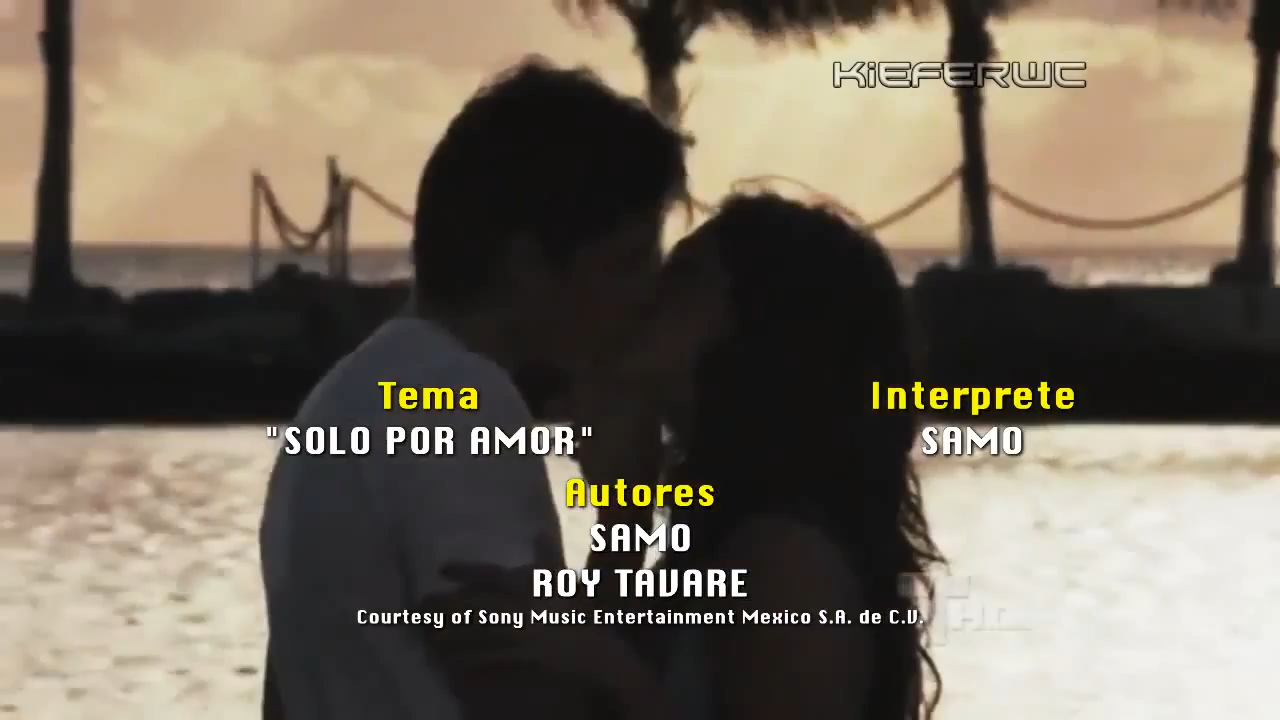 KiEFERWC
Tema
"SOLO POR AMOR"
Interprete
SAMO
Autores
SAMO
ROY TAVARE
Courtesy of Sony Music Entertainment Mexico S.A. de C.V.